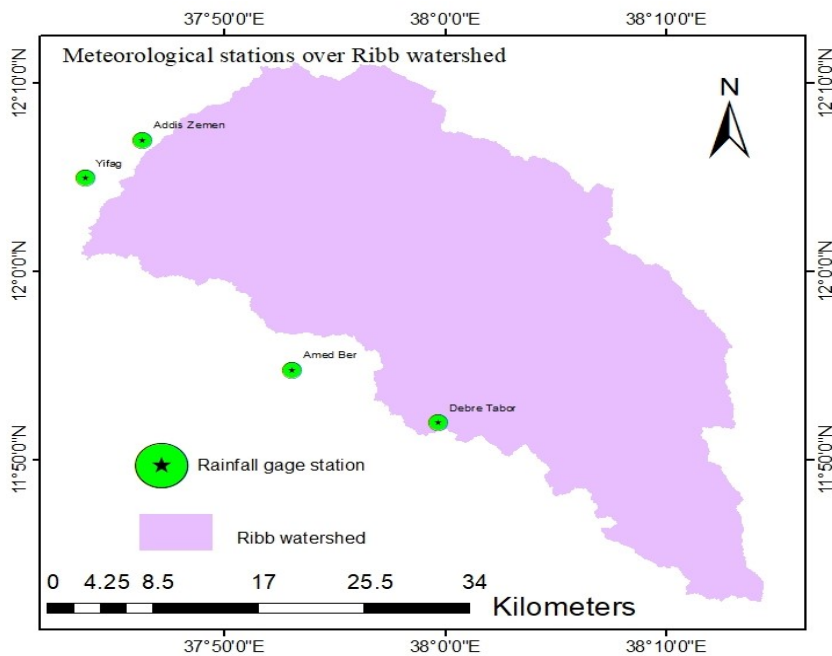 37°50'0"E 38°0'0"E 38°10'0"E
Meteorological stations over Ribb watershed
12°10'0"N 12°10'0"N
N
Addis Zemen
Yifag
12°0'0"N 12°0'0"N
Amed Ber
Debre Tabor
11°50'0"N 11°50'0"N
Rainfall gage station
Ribb watershed
0 4.25 8.5 17 25.5 34
Kilometers
37°50'0"E 38°0'0"E 38°10'0"E